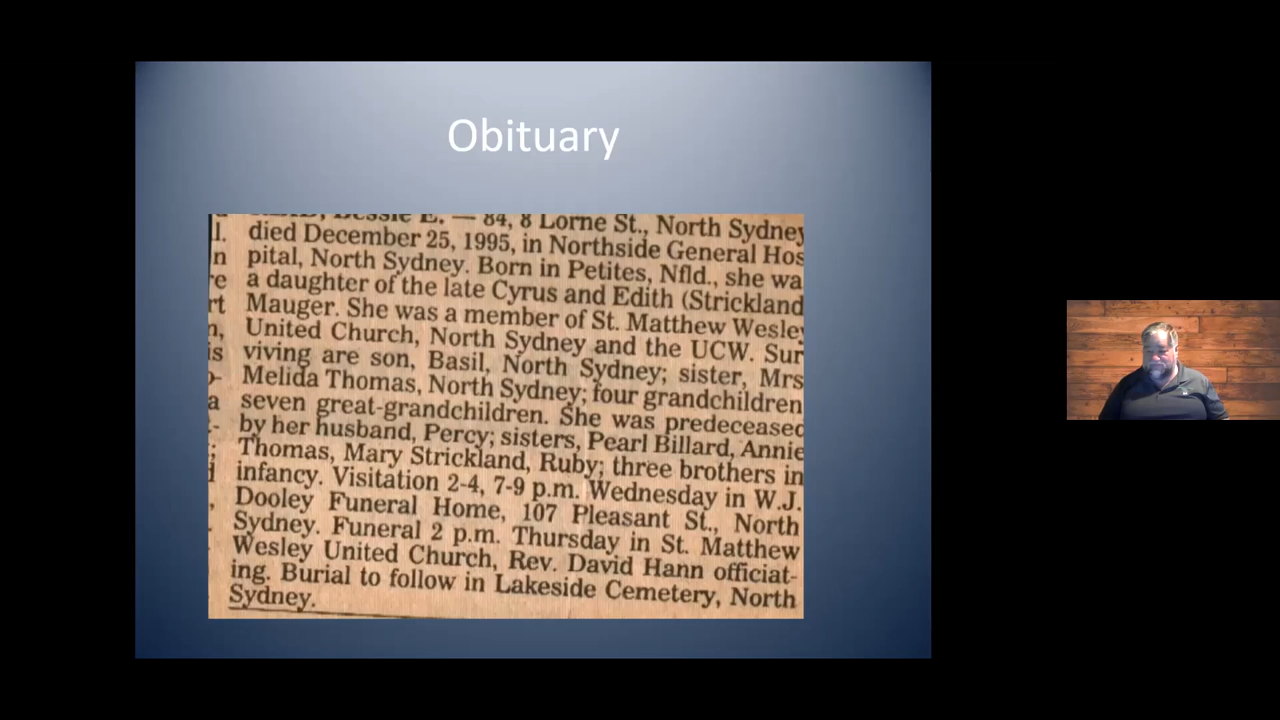 Obituary
Bessie E. — 84, 8 Lorne St., North Sydney
died December 25, 1995, in Northside General Hos
pital, North Sydney. Born in Petites, Nfld., she wa
a daughter of the late Cyrus and Edith (Strickland
Mauger. She was a member of St. Matthew Wesley
United Church, North Sydney and the UCW. Sur
viving are son, Basil, North Sydney; sister, Mrs
Melida Thomas, North Sydney; four grandchildren
seven great-grandchildren. She was predeceased
by her husband, Percy; sisters, Pearl Billard, Annie
Thomas, Mary Strickland, Ruby; three brothers in
infancy. Visitation 2-4, 7-9 p.m. Wednesday in W.J.
Dooley Funeral Home, 107 Pleasant St., North
Sydney. Funeral 2 p.m. Thursday in St. Matthew
Wesley United Church, Rev. David Hann officiat-
ing. Burial to follow in Lakeside Cemetery, North
Sydney.